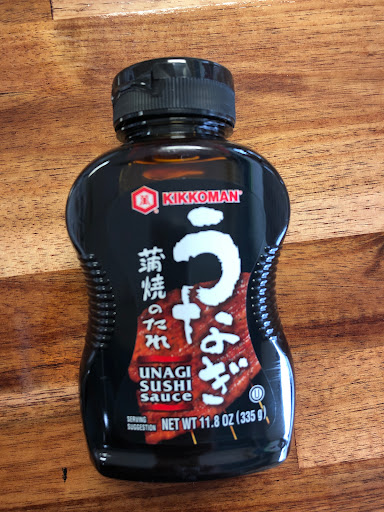 KIKKOMAN®
うなぎ
蒲焼のたれ
UNAGI
SUSHI
sauce
SERVING
SUGGESTION
NET WT 11.8 OZ (335 g)